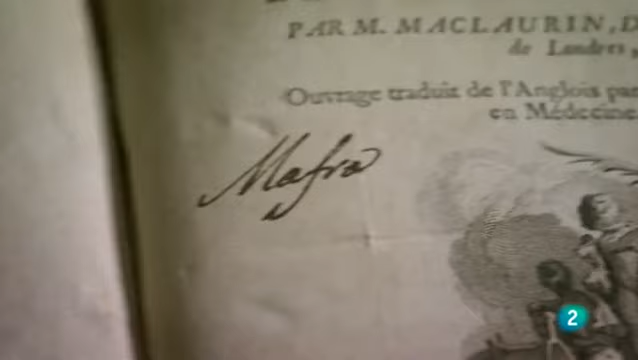 PAR M. MACLAURIN, D
de Londres,
Ouvrage traduit de l'Anglois par
en Médecine
Mafra
2